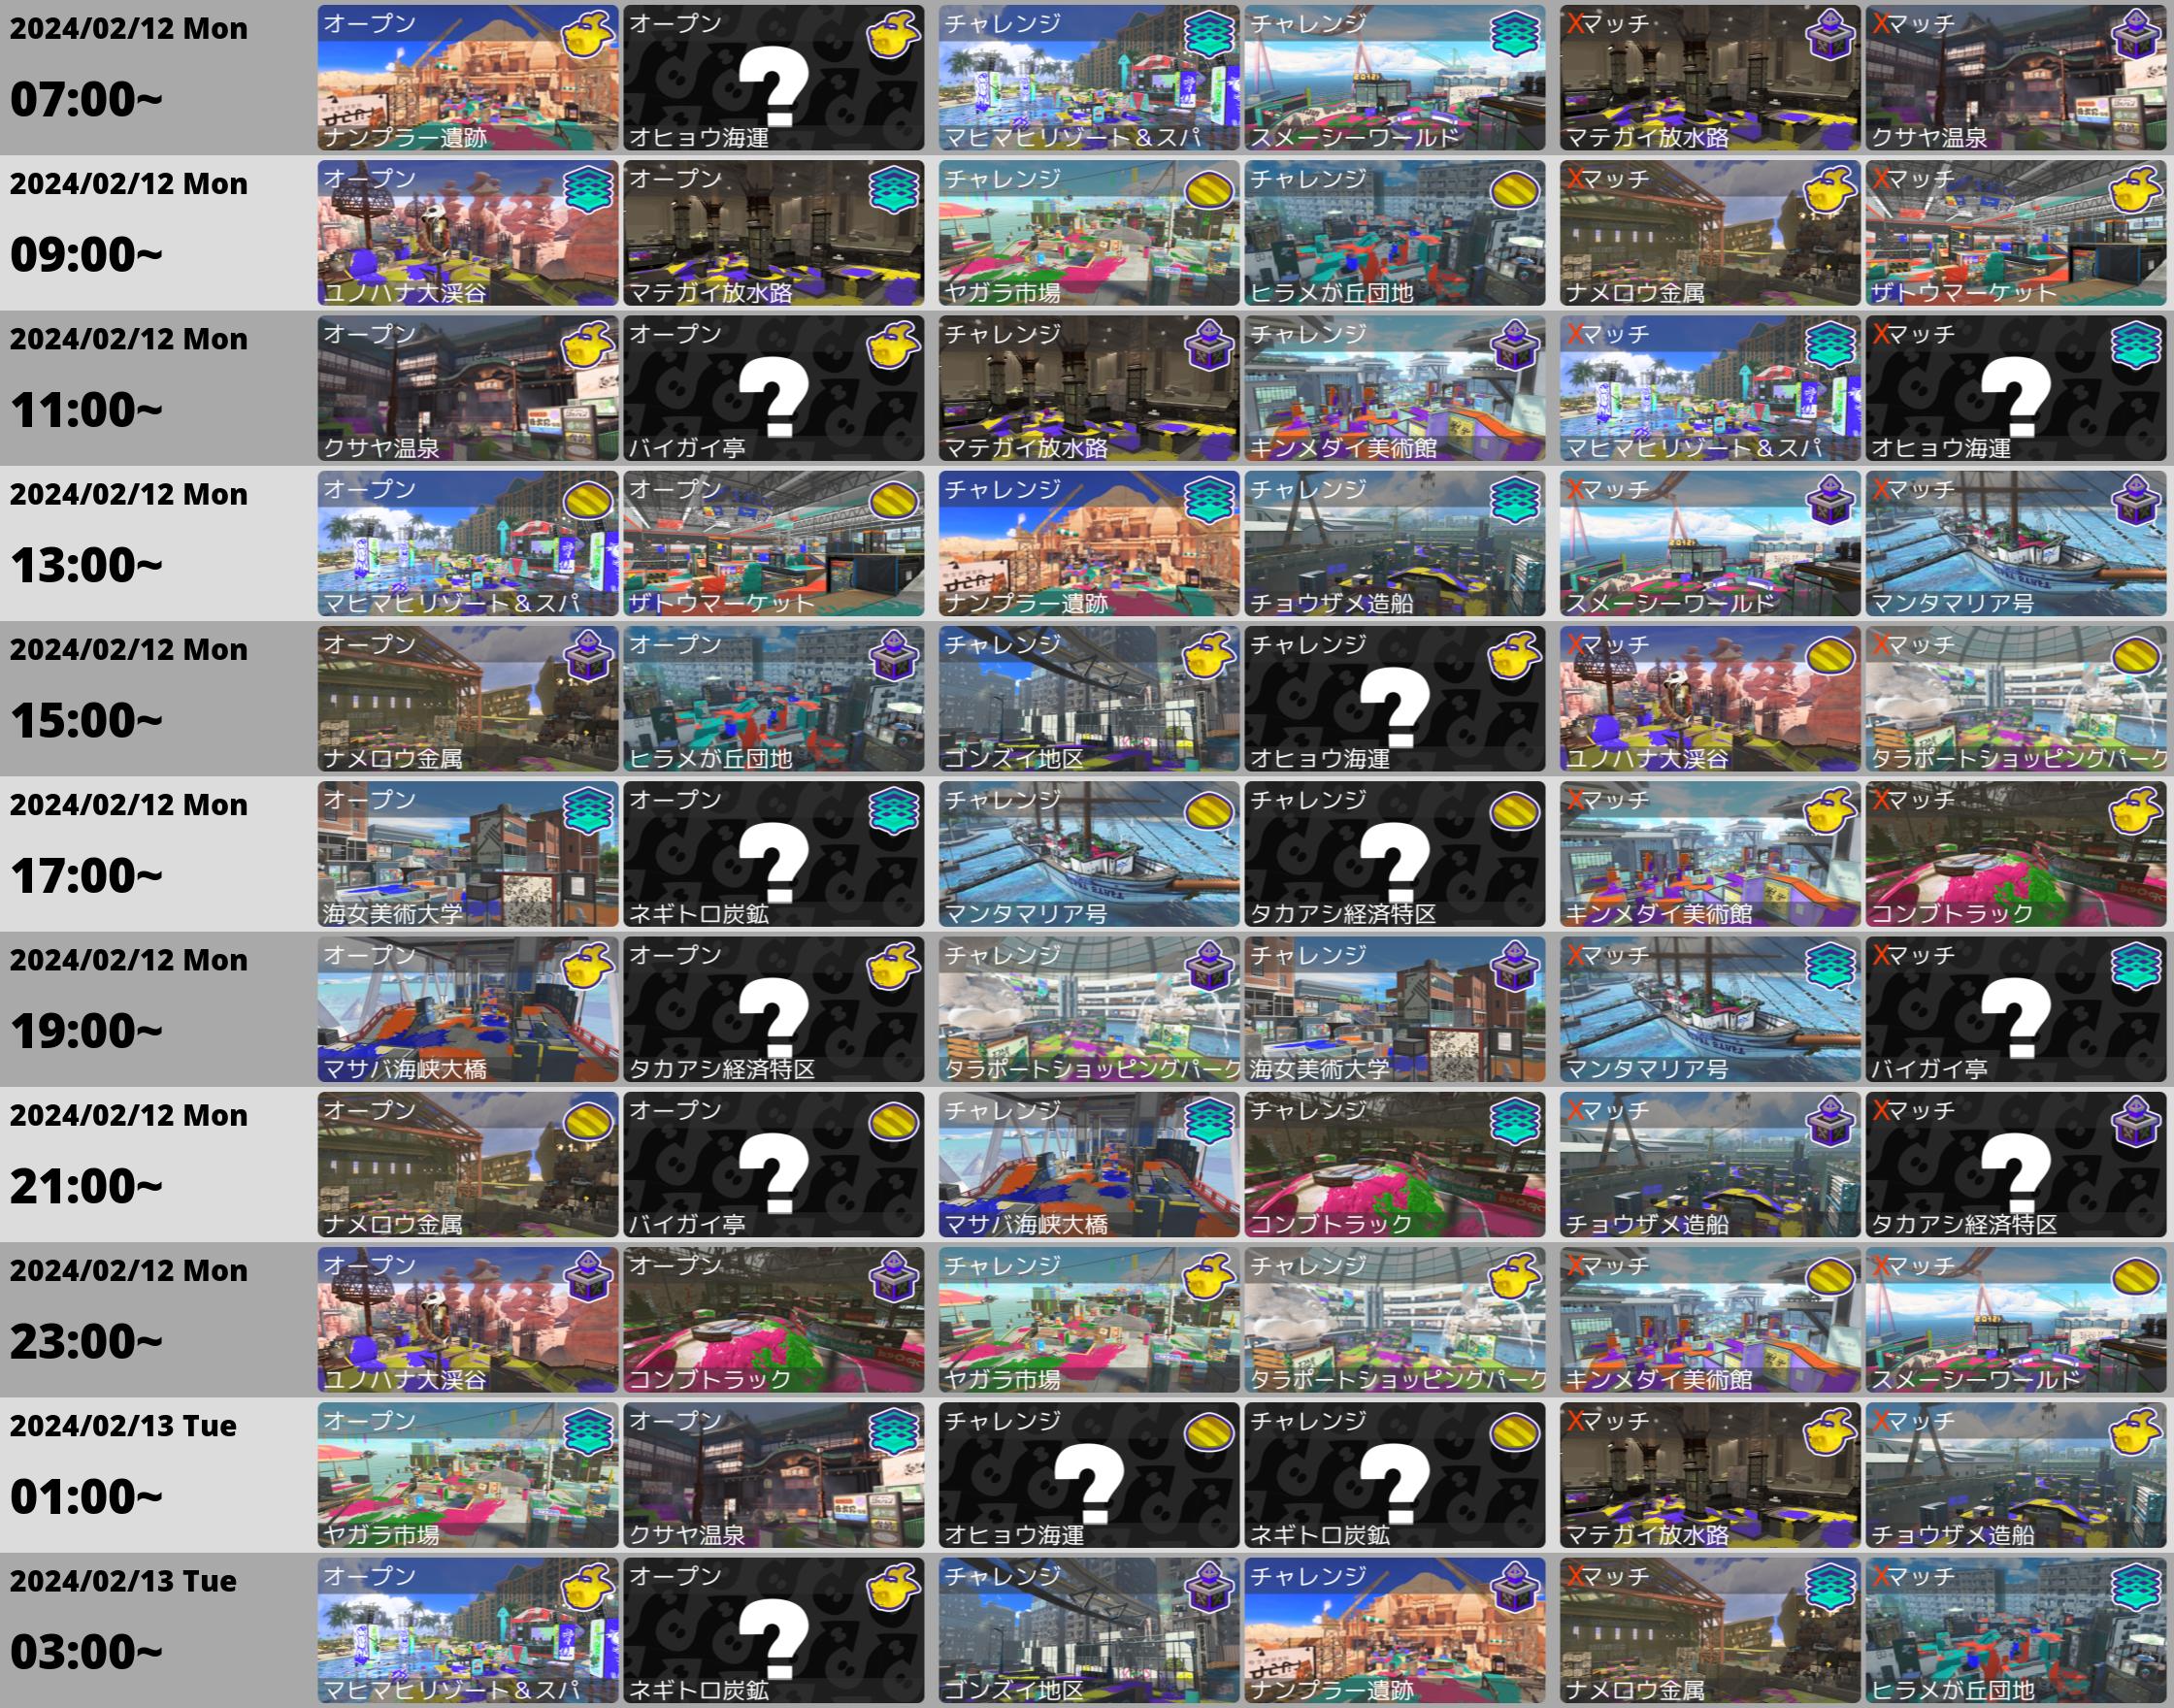 2024/02/12 Mon
07:00~
オープン
ナンプラー遺跡
オープン
?
オヒョウ海運
チャレンジ
マヒマヒリゾート＆スパ
チャレンジ
スメーシーワールド
Xマッチ
マテガイ放水路
Xマッチ
クサヤ温泉
2024/02/12 Mon
09:00~
オープン
ユノハナ大渓谷
オープン
マテガイ放水路
チャレンジ
ヤガラ市場
チャレンジ
ヒラメが丘団地
Xマッチ
ナメロウ金属
Xマッチ
ザトウマーケット
2024/02/12 Mon
11:00~
オープン
クサヤ温泉
オープン
?
バイガイ亭
チャレンジ
マテガイ放水路
チャレンジ
キンメダイ美術館
Xマッチ
マヒマヒリゾート＆スパ
Xマッチ
?
オヒョウ海運
2024/02/12 Mon
13:00~
オープン
マヒマヒリゾート＆スパ
オープン
ザトウマーケット
チャレンジ
ナンプラー遺跡
チャレンジ
チョウザメ造船
Xマッチ
スメーシーワールド
Xマッチ
マンタマリア号
2024/02/12 Mon
15:00~
オープン
ナメロウ金属
オープン
ヒラメが丘団地
チャレンジ
ゴンズイ地区
チャレンジ
?
オヒョウ海運
Xマッチ
ユノハナ大渓谷
Xマッチ
タラポートショッピングパーク
2024/02/12 Mon
17:00~
オープン
海女美術大学
オープン
?
ネギトロ炭鉱
チャレンジ
マンタマリア号
チャレンジ
?
タカアシ経済特区
Xマッチ
キンメダイ美術館
Xマッチ
コンブトラック
2024/02/12 Mon
19:00~
オープン
マサバ海峡大橋
オープン
?
タカアシ経済特区
チャレンジ
タラポートショッピングパーク
チャレンジ
海女美術大学
Xマッチ
マンタマリア号
Xマッチ
?
バイガイ亭
2024/02/12 Mon
21:00~
オープン
ナメロウ金属
オープン
?
バイガイ亭
チャレンジ
マサバ海峡大橋
チャレンジ
コンブトラック
Xマッチ
チョウザメ造船
Xマッチ
?
タカアシ経済特区
2024/02/12 Mon
23:00~
オープン
ユノハナ大渓谷
オープン
コンブトラック
チャレンジ
ヤガラ市場
チャレンジ
タラポートショッピングパーク
Xマッチ
キンメダイ美術館
Xマッチ
スメーシーワールド
2024/02/13 Tue
01:00~
オープン
ヤガラ市場
オープン
クサヤ温泉
チャレンジ
?
オヒョウ海運
チャレンジ
?
ネギトロ炭鉱
Xマッチ
マテガイ放水路
Xマッチ
チョウザメ造船
2024/02/13 Tue
03:00~
オープン
マヒマヒリゾート＆スパ
オープン
?
ネギトロ炭鉱
チャレンジ
ゴンズイ地区
チャレンジ
ナンプラー遺跡
Xマッチ
ナメロウ金属
Xマッチ
ヒラメが丘団地